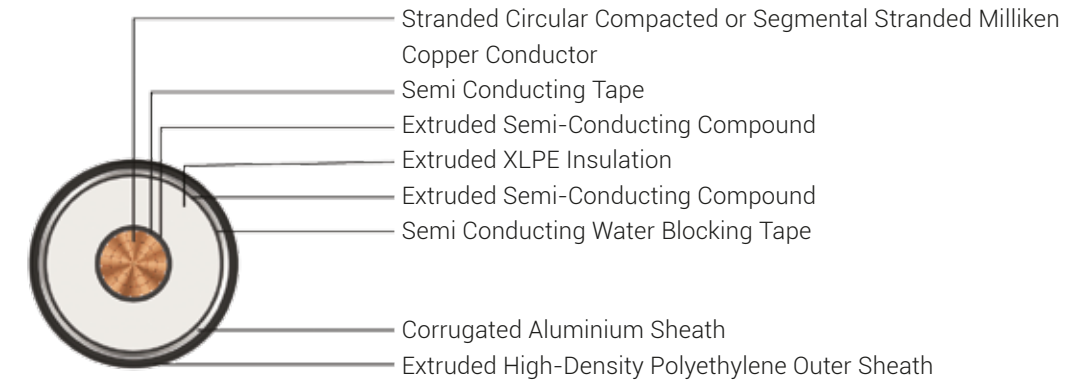 Stranded Circular Compacted or Segmental Stranded Milliken
Copper Conductor
Semi Conducting Tape
Extruded Semi-Conducting Compound
Extruded XLPE Insulation
Extruded Semi-Conducting Compound
Semi Conducting Water Blocking Tape
Corrugated Aluminium Sheath
Extruded High-Density Polyethylene Outer Sheath